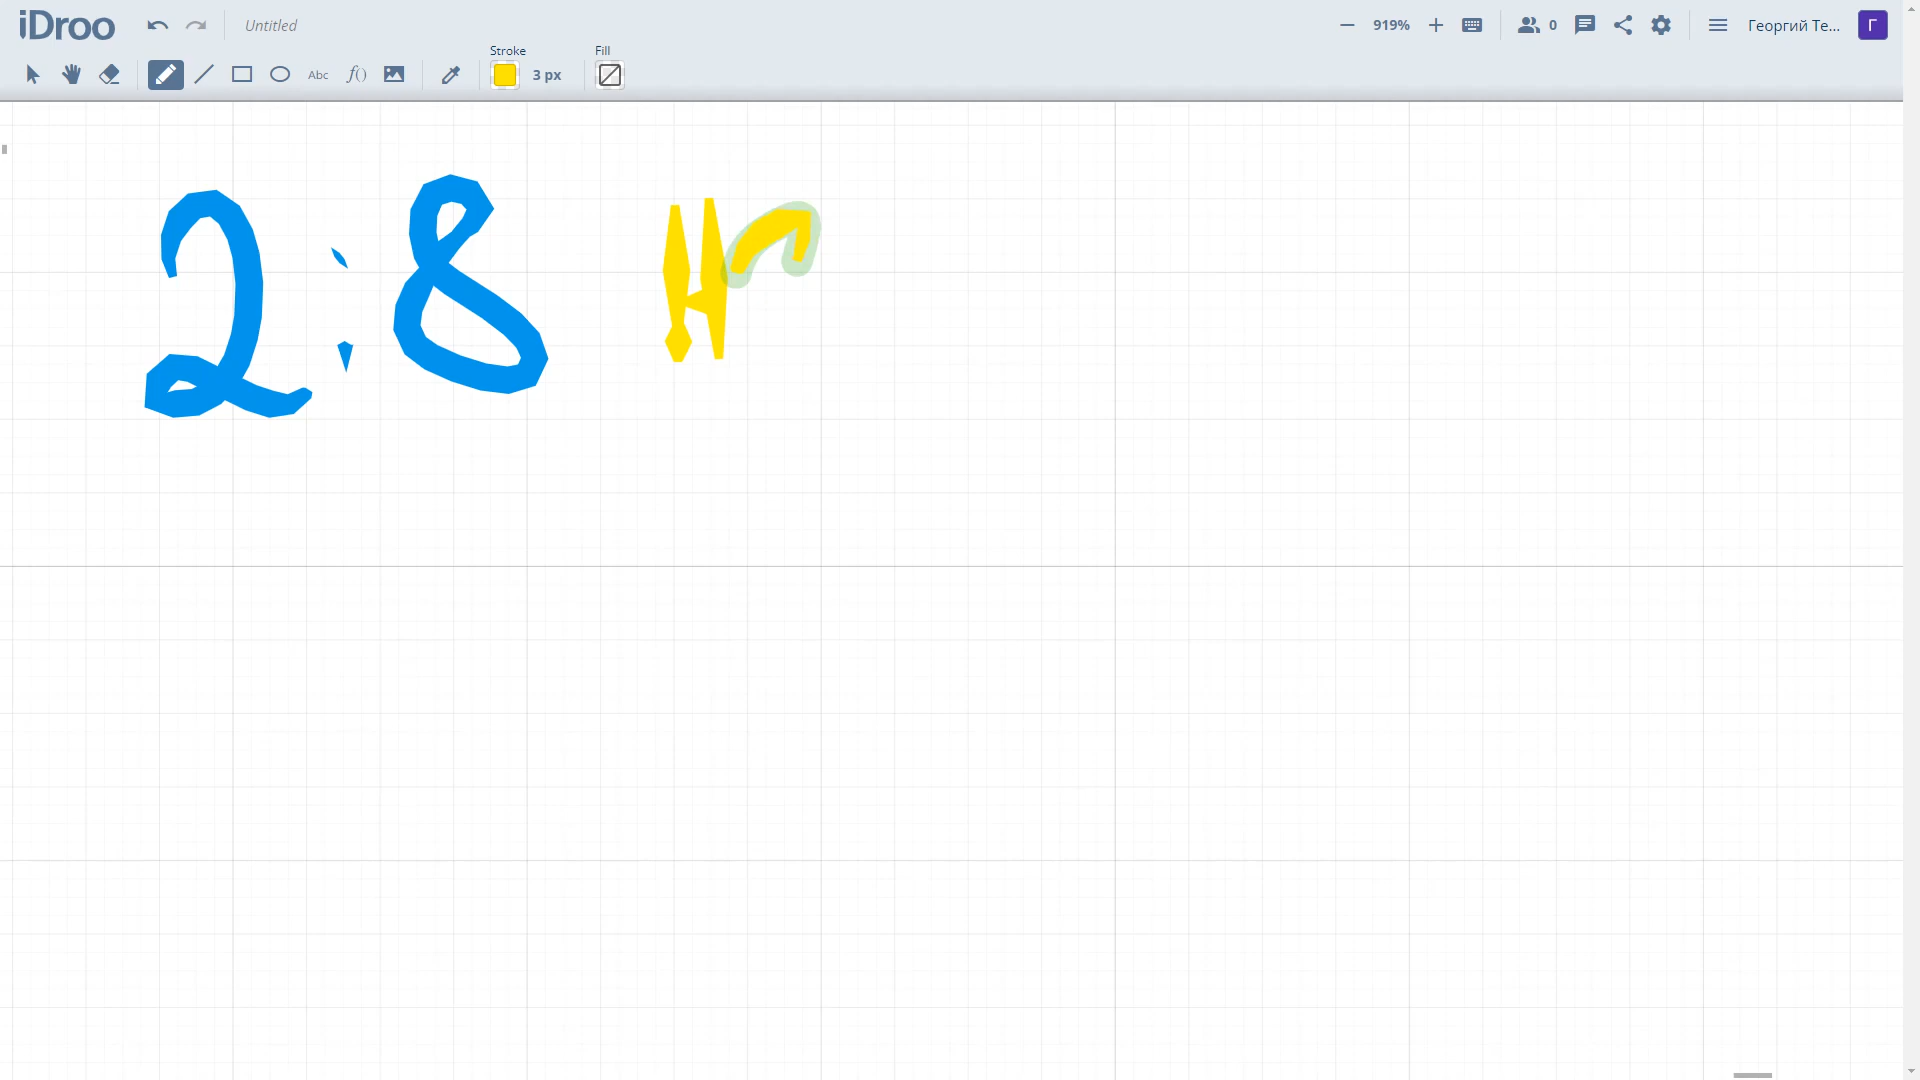 iDroo Untitled 919% 0 Георгий Те... Г
Stroke Fill
Abc f() 3 px
2:8